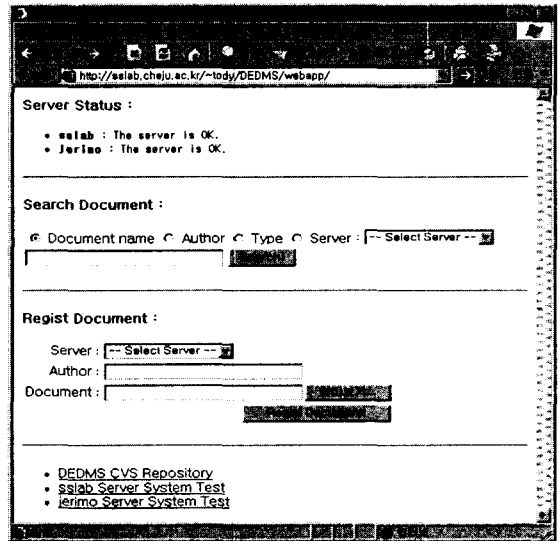 http://sslab.cheju.ac.kr/~tody/DEDMS/webapp/
Server Status :
• sslab : The server is OK.
• jerimo : The server is OK.
Search Document :
Document name Author Type Server : -- Select Server --
Regist Document :
Server : -- Select Server --
Author :
Document :
• DEDMS CVS Repository
• sslab Server System Test
• jerimo Server System Test